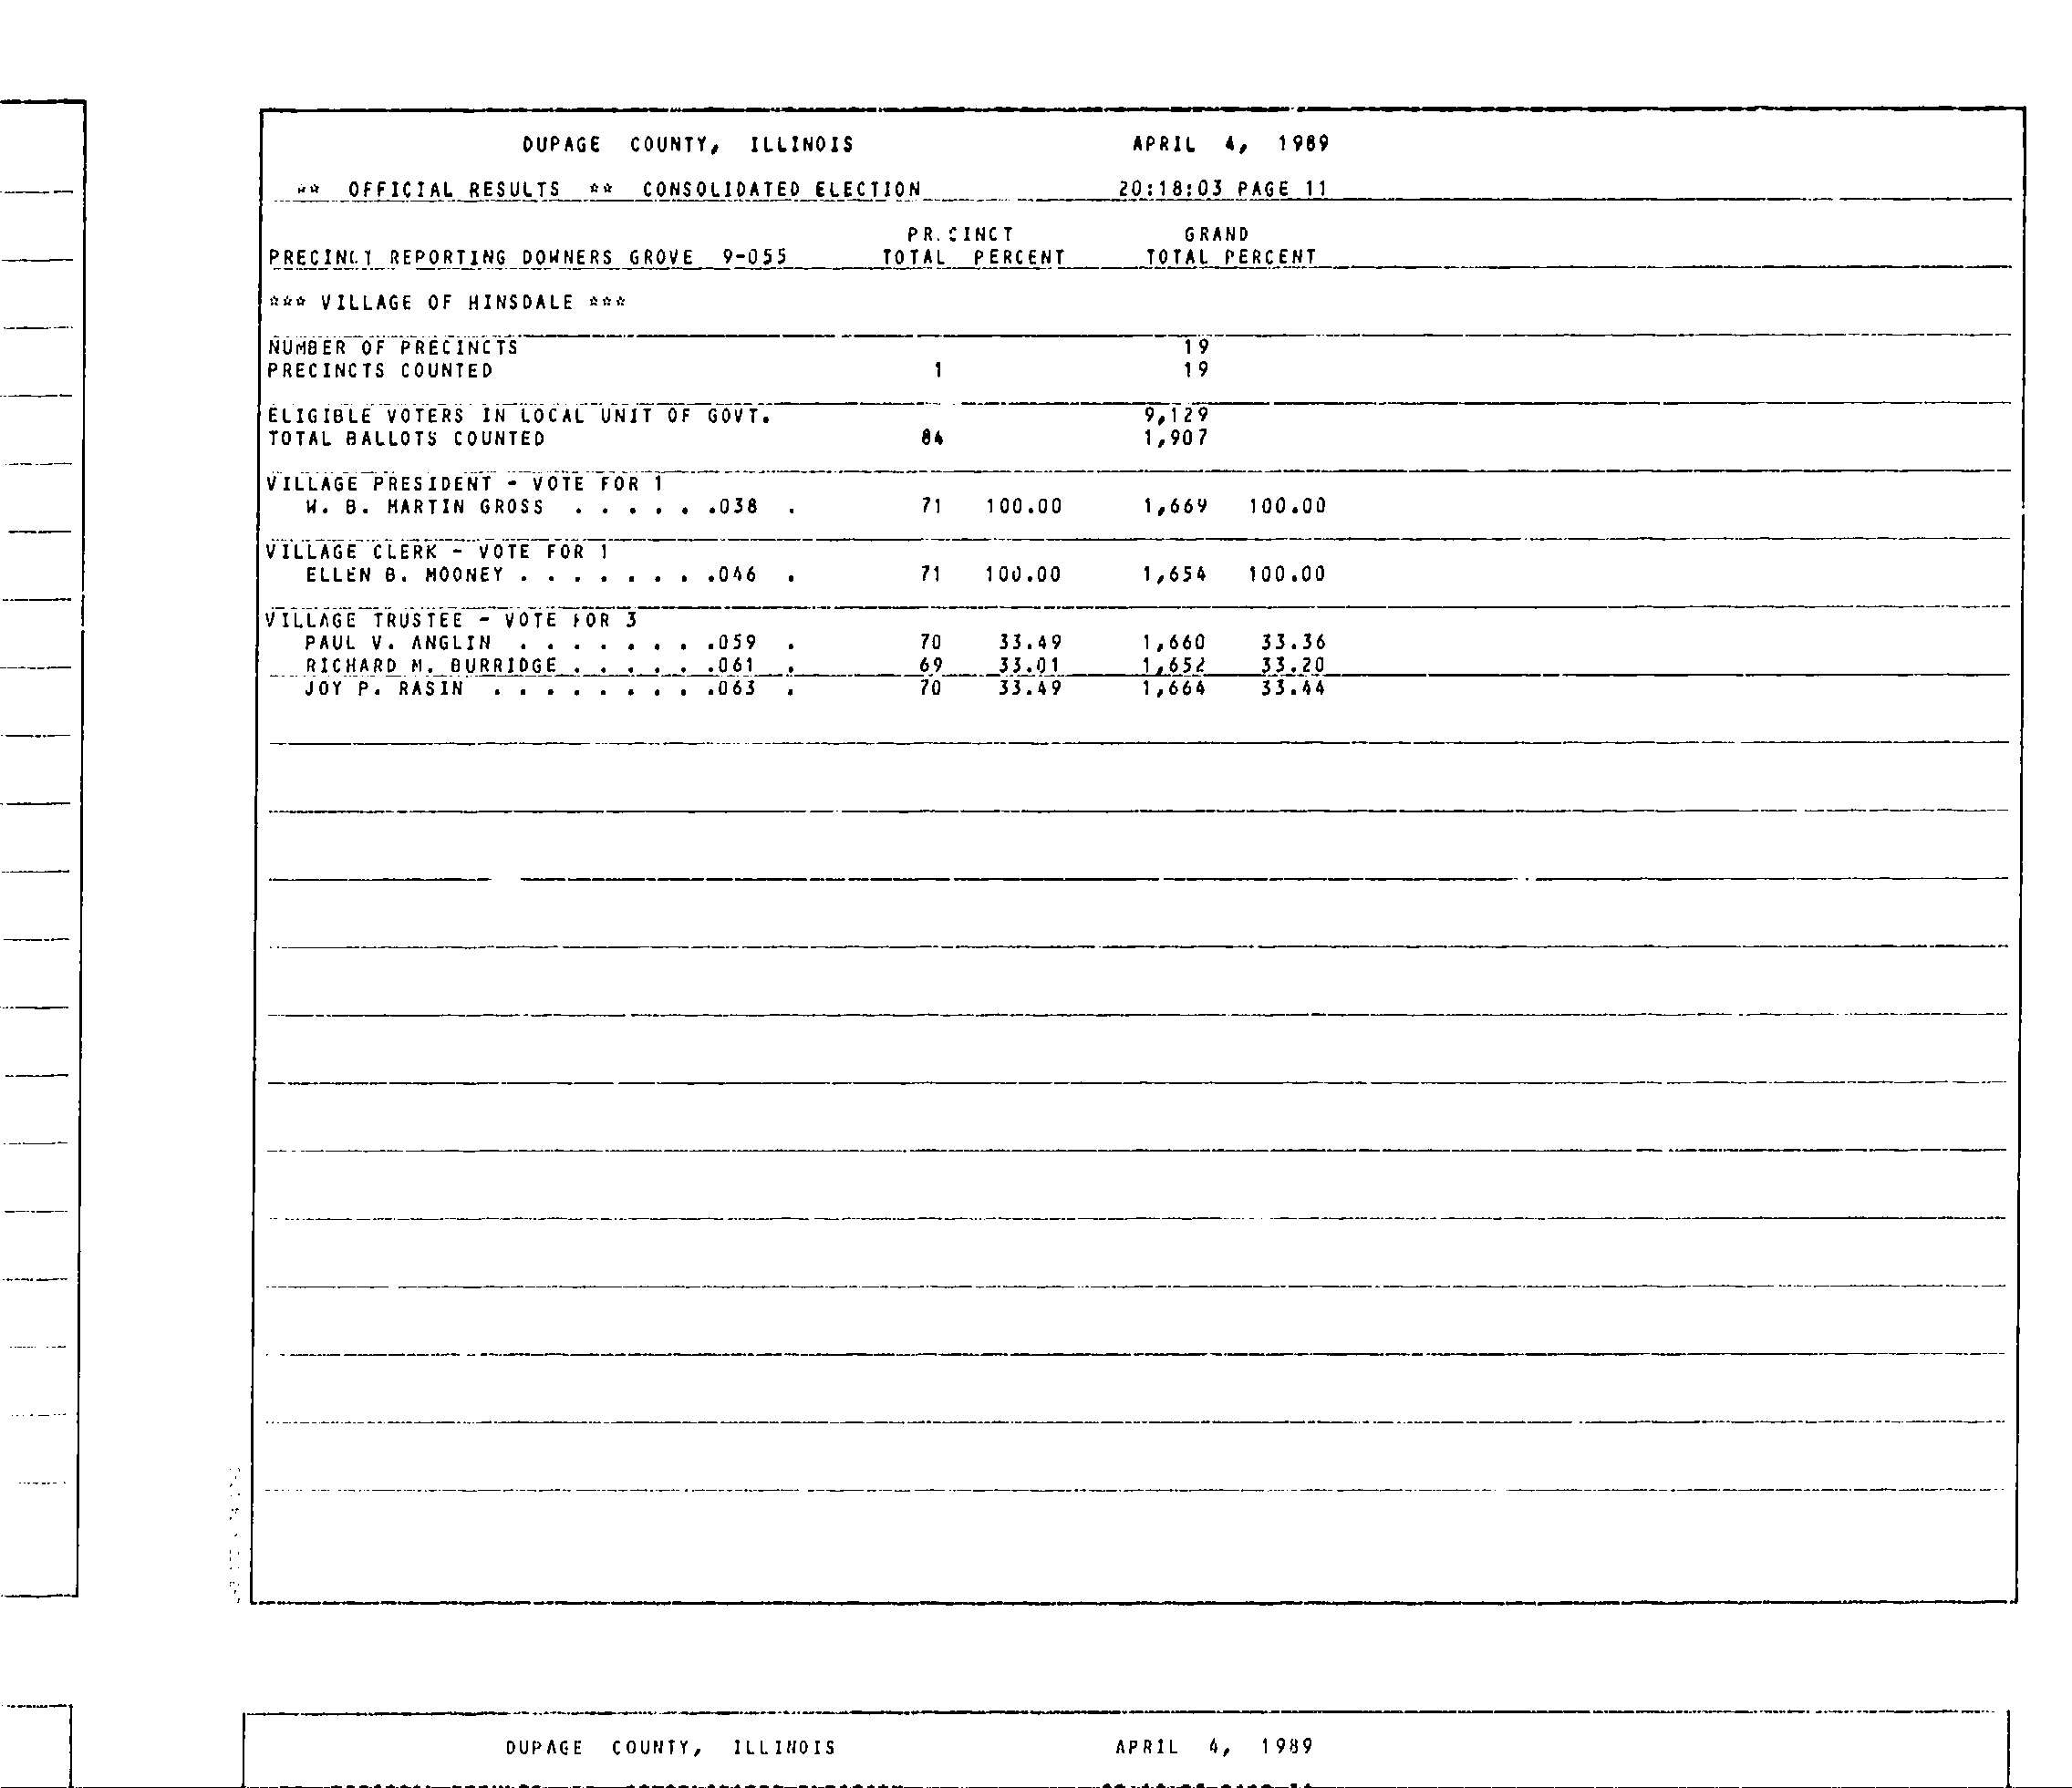 DUPAGE COUNTY, ILLINOIS APRIL 4, 1989
** OFFICIAL RESULTS ** CONSOLIDATED ELECTION 20:18:03 PAGE 11
PR.CINCT GRAND
PRECINCT REPORTING DOWNERS GROVE 9-055 TOTAL PERCENT TOTAL PERCENT
*** VILLAGE OF HINSDALE ***
NUMBER OF PRECINCTS 19
PRECINCTS COUNTED 1 19
ELIGIBLE VOTERS IN LOCAL UNIT OF GOVT. 9,129
TOTAL BALLOTS COUNTED 84 1,907
VILLAGE PRESIDENT - VOTE FOR 1
W. B. MARTIN GROSS . . . . . .038 . 71 100.00 1,669 100.00
VILLAGE CLERK - VOTE FOR 1
ELLEN B. MOONEY . . . . . . . .046 . 71 100.00 1,654 100.00
VILLAGE TRUSTEE - VOTE FOR 3
PAUL V. ANGLIN . . . . . . . .059 . 70 33.49 1,660 33.36
RICHARD M. BURRIDGE . . . . . .061 . 69 33.01 1,652 33.20
JOY P. RASIN . . . . . . . . .063 . 70 33.49 1,664 33.44
DUPAGE COUNTY, ILLINOIS APRIL 4, 1989